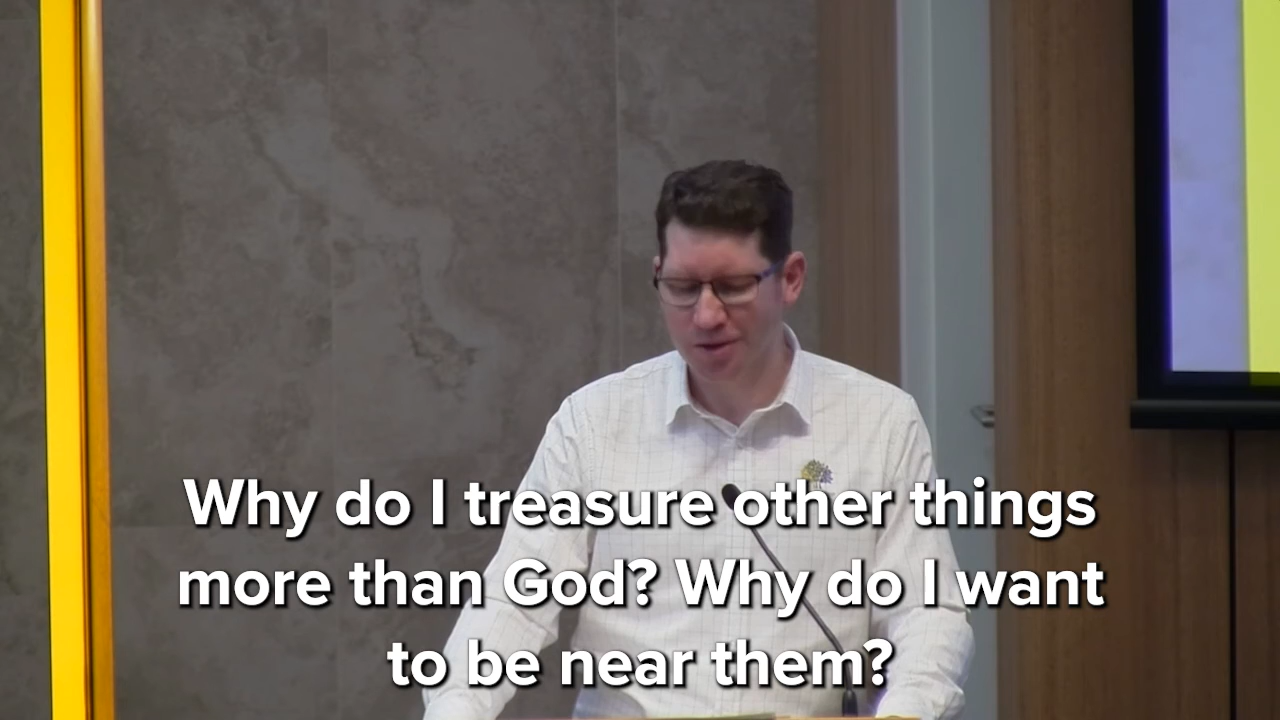 Why do I treasure other things
more than God? Why do I want
to be near them?